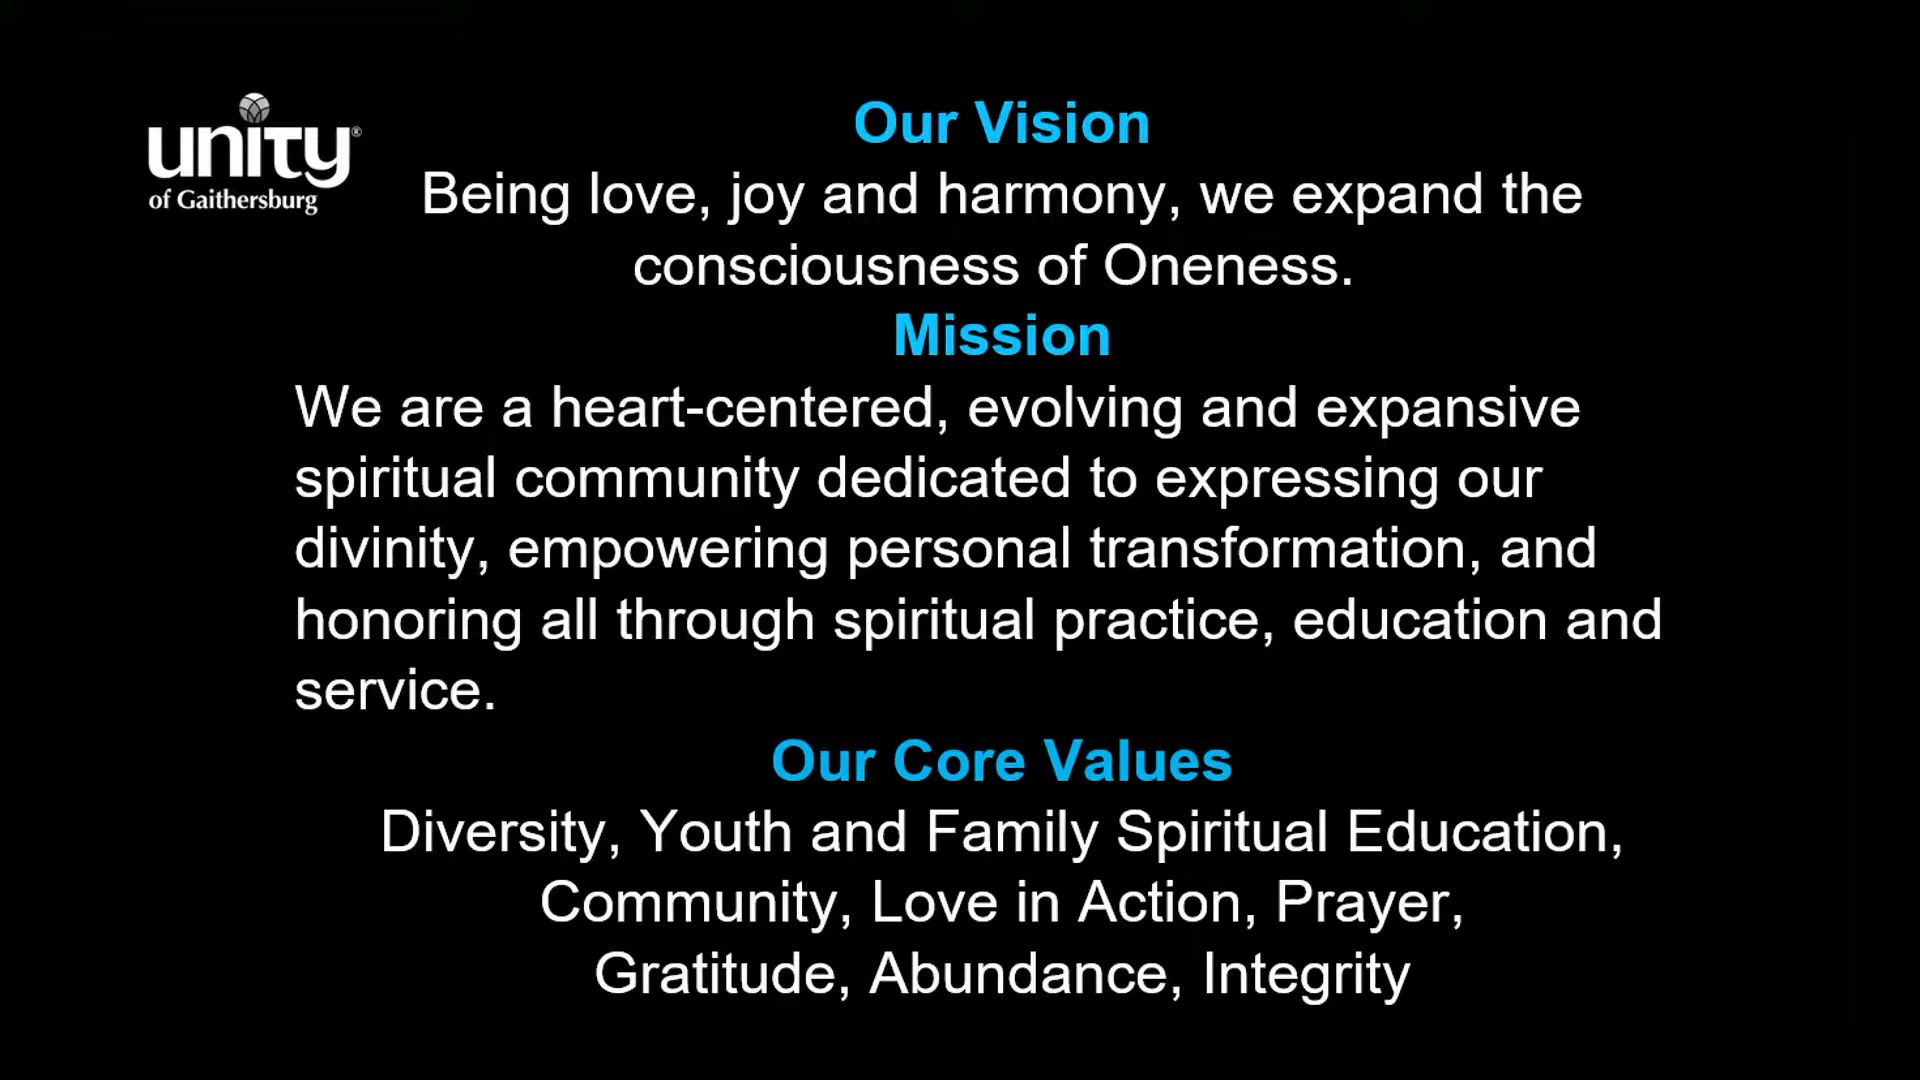 unity®
of Gaithersburg
Our Vision
Being love, joy and harmony, we expand the
consciousness of Oneness.
Mission
We are a heart-centered, evolving and expansive
spiritual community dedicated to expressing our
divinity, empowering personal transformation, and
honoring all through spiritual practice, education and
service.
Our Core Values
Diversity, Youth and Family Spiritual Education,
Community, Love in Action, Prayer,
Gratitude, Abundance, Integrity